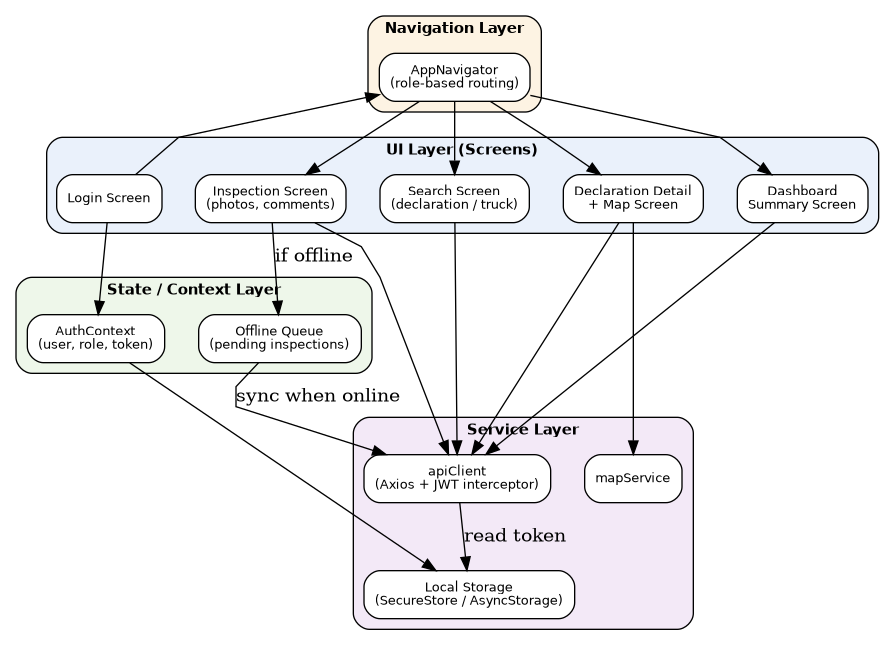 Navigation Layer
AppNavigator
(role-based routing)
UI Layer (Screens)
Login Screen
Inspection Screen
(photos, comments)
Search Screen
(declaration / truck)
Declaration Detail
+ Map Screen
Dashboard
Summary Screen
if offline
State / Context Layer
AuthContext
(user, role, token)
Offline Queue
(pending inspections)
sync when online
Service Layer
apiClient
(Axios + JWT interceptor)
mapService
read token
Local Storage
(SecureStore / AsyncStorage)